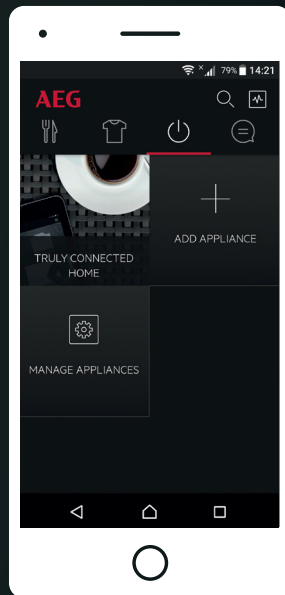 79% 14:21
AEG
TRULY CONNECTED
HOME
ADD APPLIANCE
MANAGE APPLIANCES